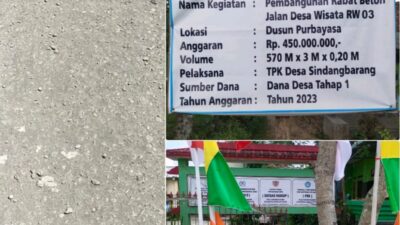 Nama Kegiatan : Pembangunan Rabat Beton
Jalan Desa Wisata RW 03
Lokasi : Dusun Purbayasa
Anggaran : Rp. 450.000.000,-
Volume : 570 M x 3 M x 0,20 M
Pelaksana : TPK Desa Sindangbarang
Sumber Dana : Dana Desa Tahap 1
Tahun Anggaran : Tahun 2023